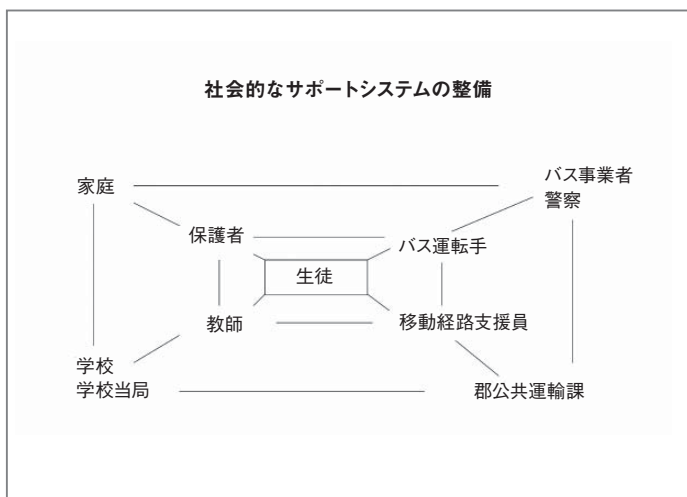 社会的なサポートシステムの整備
家庭
バス事業者
警察
保護者
バス運転手
生徒
教師
移動経路支援員
学校
学校当局
郡公共運輸課